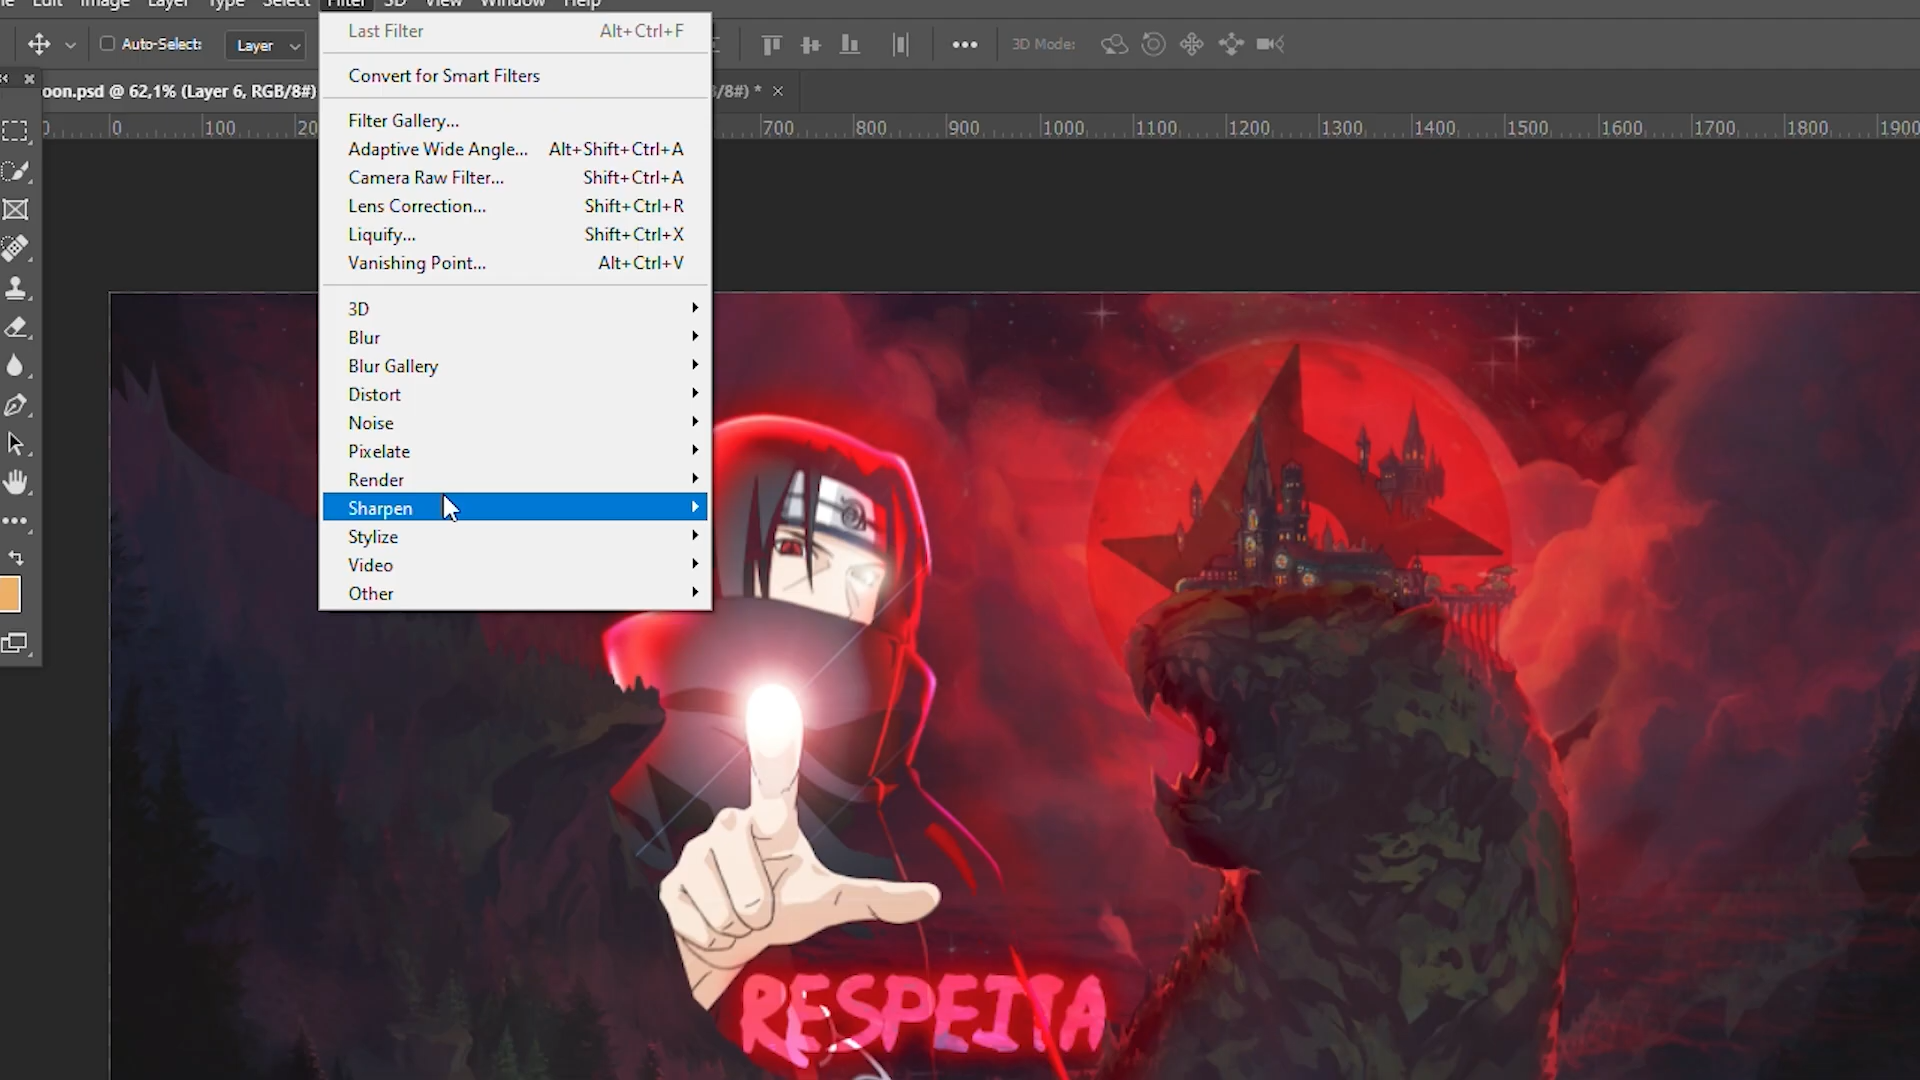 Edit Image Layer Type Select Filter 3D View Window Help
Auto-Select: Layer 3D Mode:
oon.psd @ 62,1% (Layer 6, RGB/8#) /8#) * ×
0 100 20 700 800 900 1000 1100 1200 1300 1400 1500 1600 1700 1800 1900
Last Filter Alt+Ctrl+F
Convert for Smart Filters
Filter Gallery...
Adaptive Wide Angle... Alt+Shift+Ctrl+A
Camera Raw Filter... Shift+Ctrl+A
Lens Correction... Shift+Ctrl+R
Liquify... Shift+Ctrl+X
Vanishing Point... Alt+Ctrl+V
3D
Blur
Blur Gallery
Distort
Noise
Pixelate
Render
Sharpen
Stylize
Video
Other
RESPEITA